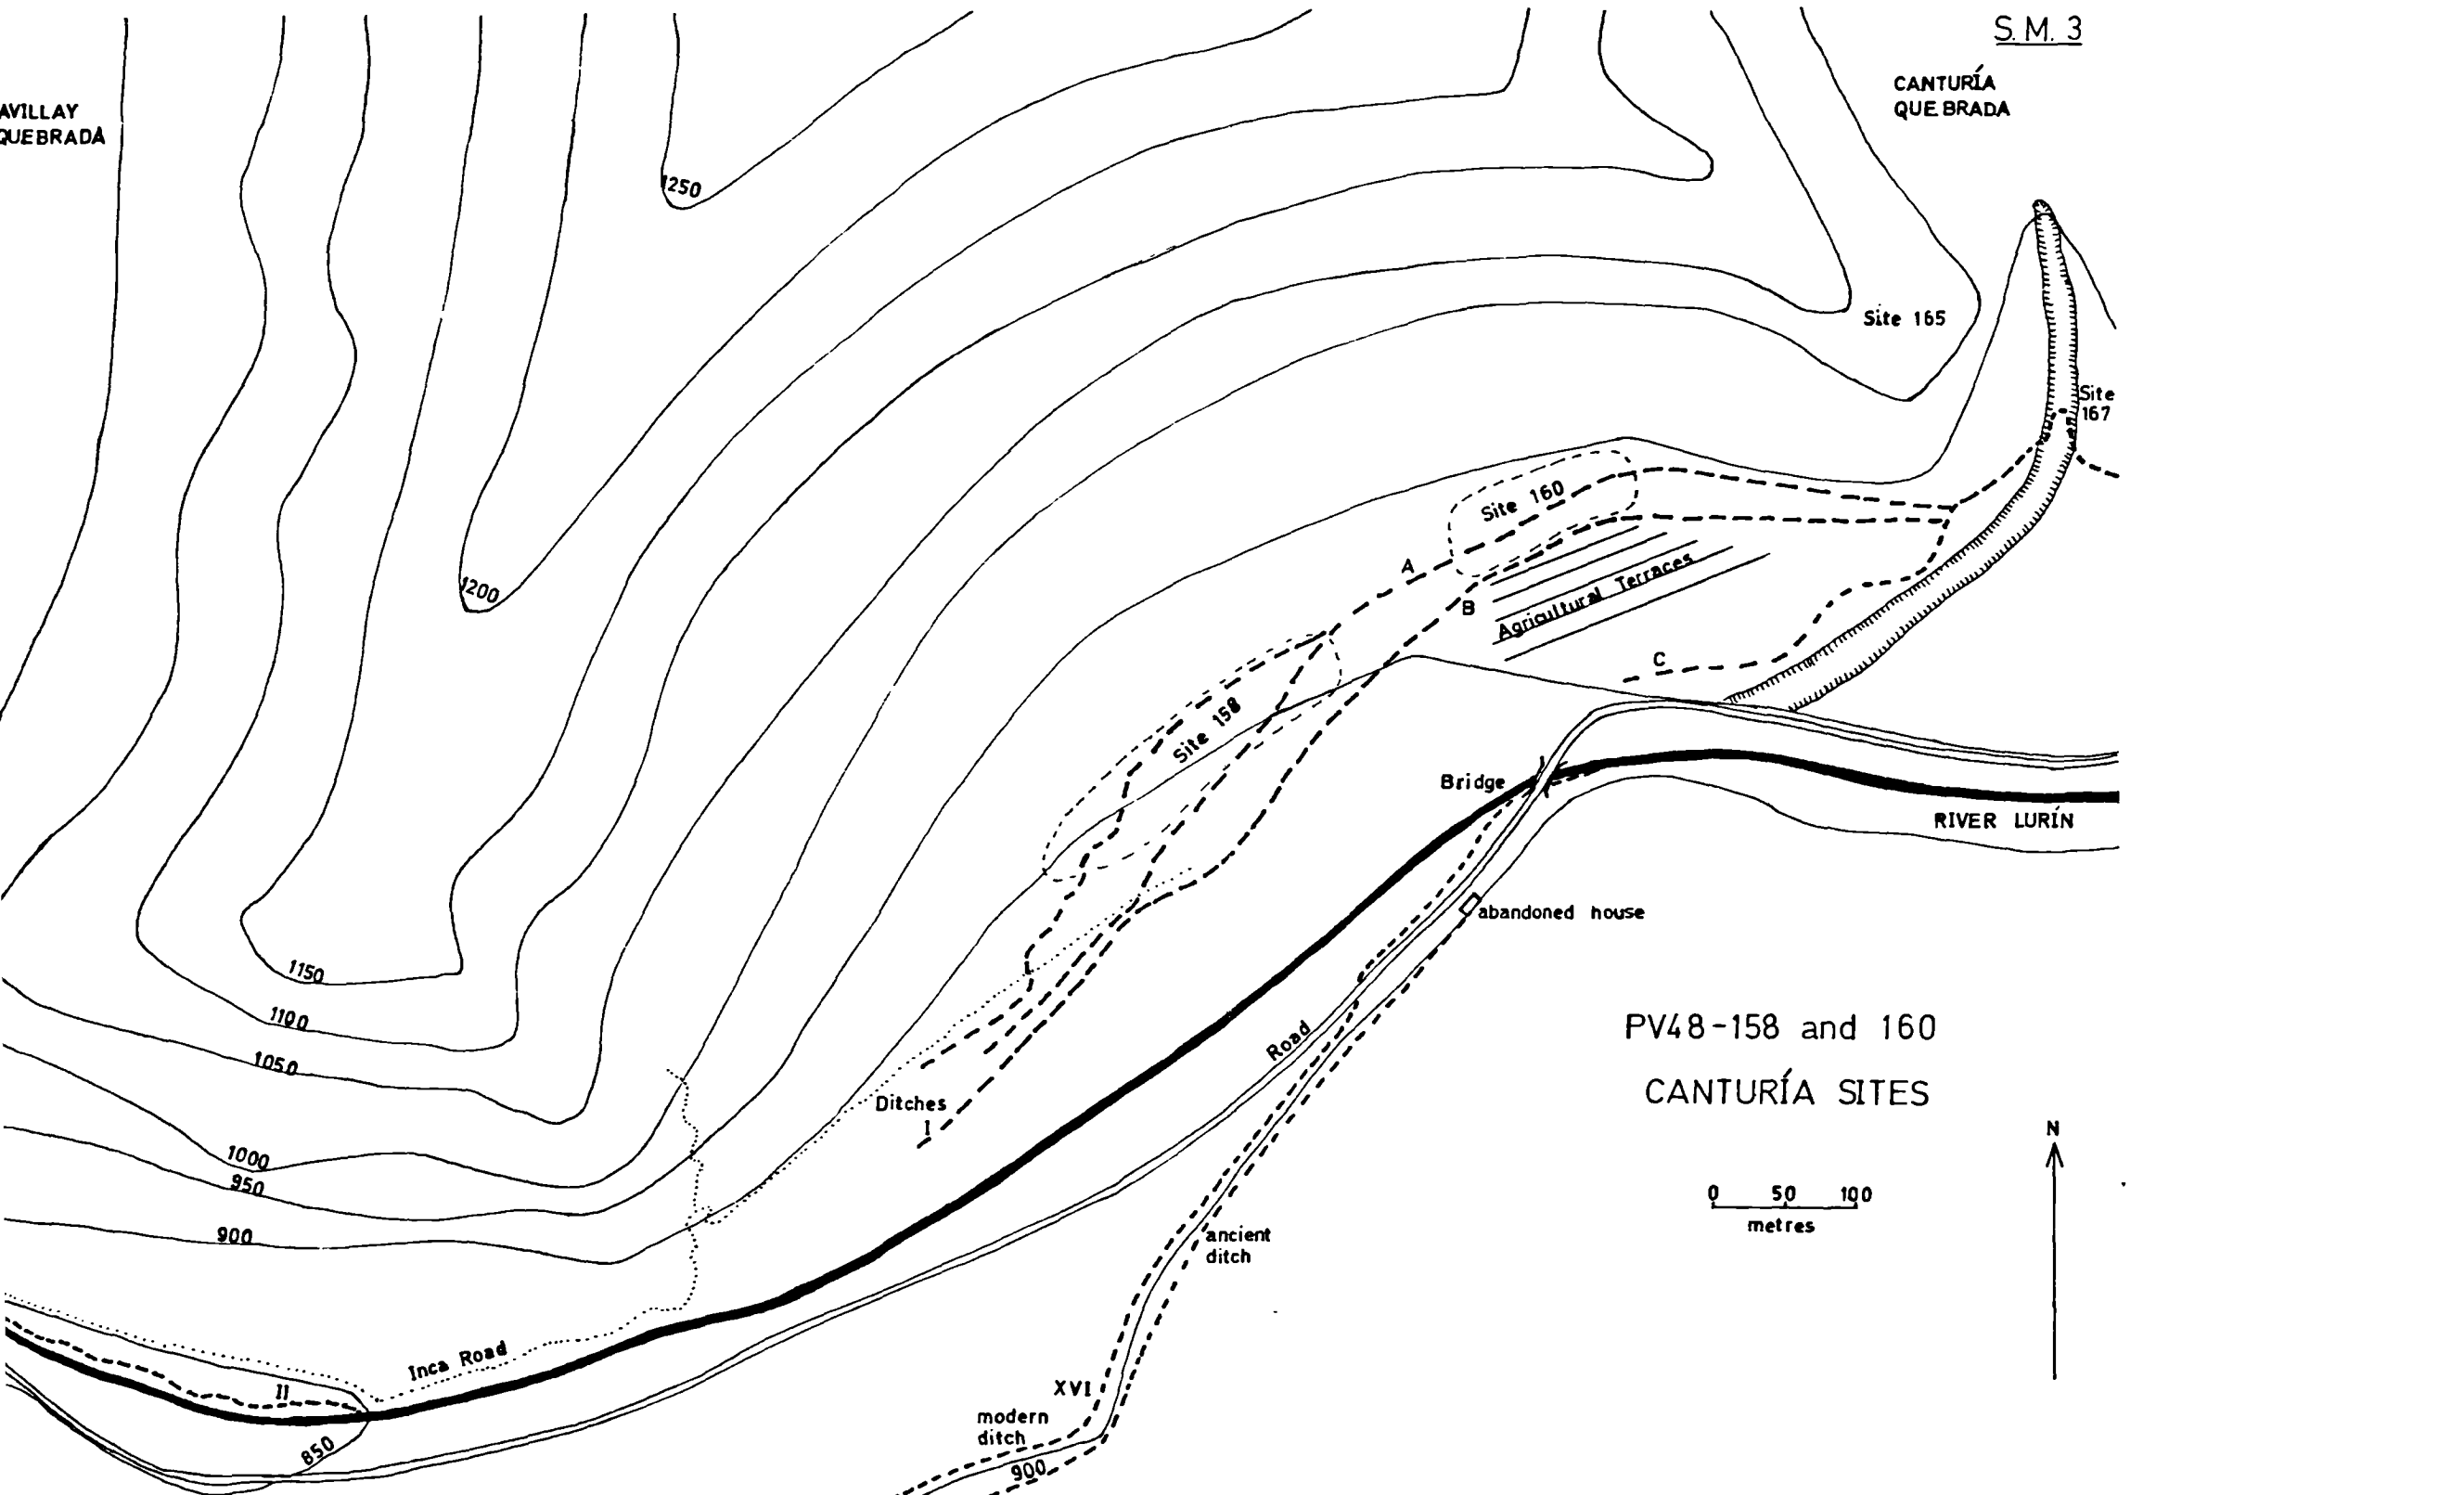 S. M. 3
CANTURÍA
QUEBRADA
AVILLAY
QUEBRADA
1250
Site 165
Site
167
Site 160
A
1200
B
Agricultural Terraces
C
Site 158
Bridge
RIVER LURÍN
abandoned house
1150
1100
Road
PV48-158 and 160
1050
CANTURÍA SITES
Ditches
I
N
1000
950
0 50 100
metres
900
ancient
ditch
Inca Road
II
XVI
modern
ditch
850
900